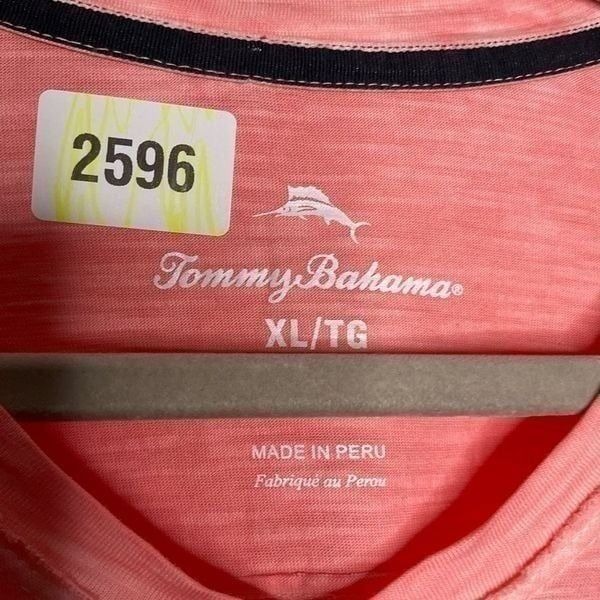 2596
Tommy Bahama®
XL/TG
MADE IN PERU
Fabriqué au Perou